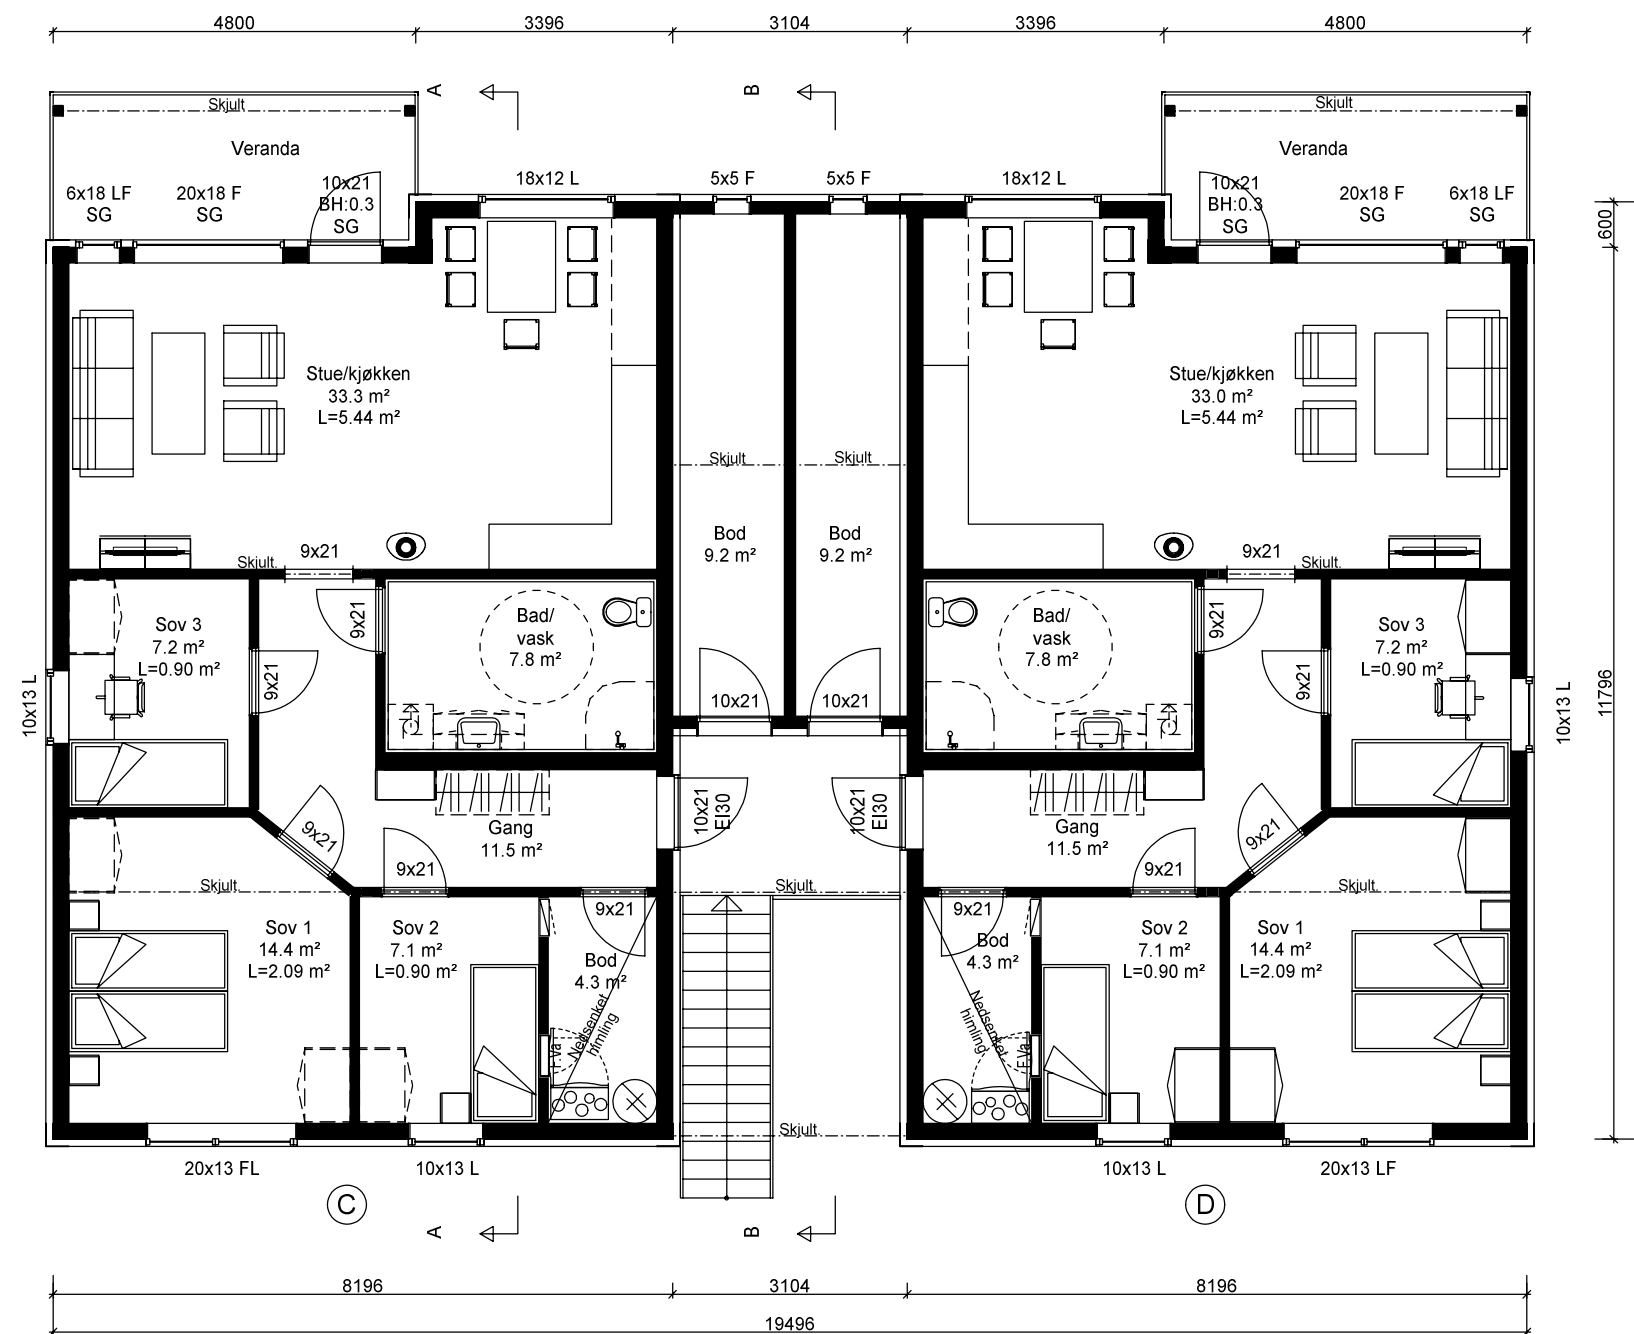 4800
3396
3104
3396
4800
A
B
Skjult
Skjult
Veranda
Veranda
6x18 LF
SG
20x18 F
SG
10x21
BH:0.3
SG
18x12 L
5x5 F
5x5 F
18x12 L
10x21
BH:0.3
SG
20x18 F
SG
6x18 LF
SG
600
Stue/kjøkken
33.3 m²
L=5.44 m²
Stue/kjøkken
33.0 m²
L=5.44 m²
Skjult
Skjult
Bod
9.2 m²
Bod
9.2 m²
Skjult.
9x21
9x21
Skjult.
Sov 3
7.2 m²
L=0.90 m²
9x21
9x21
Bad/
vask
7.8 m²
Bad/
vask
7.8 m²
9x21
9x21
Sov 3
7.2 m²
L=0.90 m²
10x13 L
10x13 L
11796
10x21
10x21
10x21
EI30
10x21
EI30
9x21
9x21
Gang
11.5 m²
Gang
11.5 m²
9x21
9x21
Skjult.
Skjult.
Skjult.
9x21
9x21
Sov 1
14.4 m²
L=2.09 m²
Sov 2
7.1 m²
L=0.90 m²
Bod
4.3 m²
Nedsenket
himling
F.Va
Bod
4.3 m²
Nedsenket
himling
F.Va
Sov 2
7.1 m²
L=0.90 m²
Sov 1
14.4 m²
L=2.09 m²
Skjult.
20x13 FL
10x13 L
10x13 L
20x13 LF
C
D
A
B
8196
3104
8196
19496